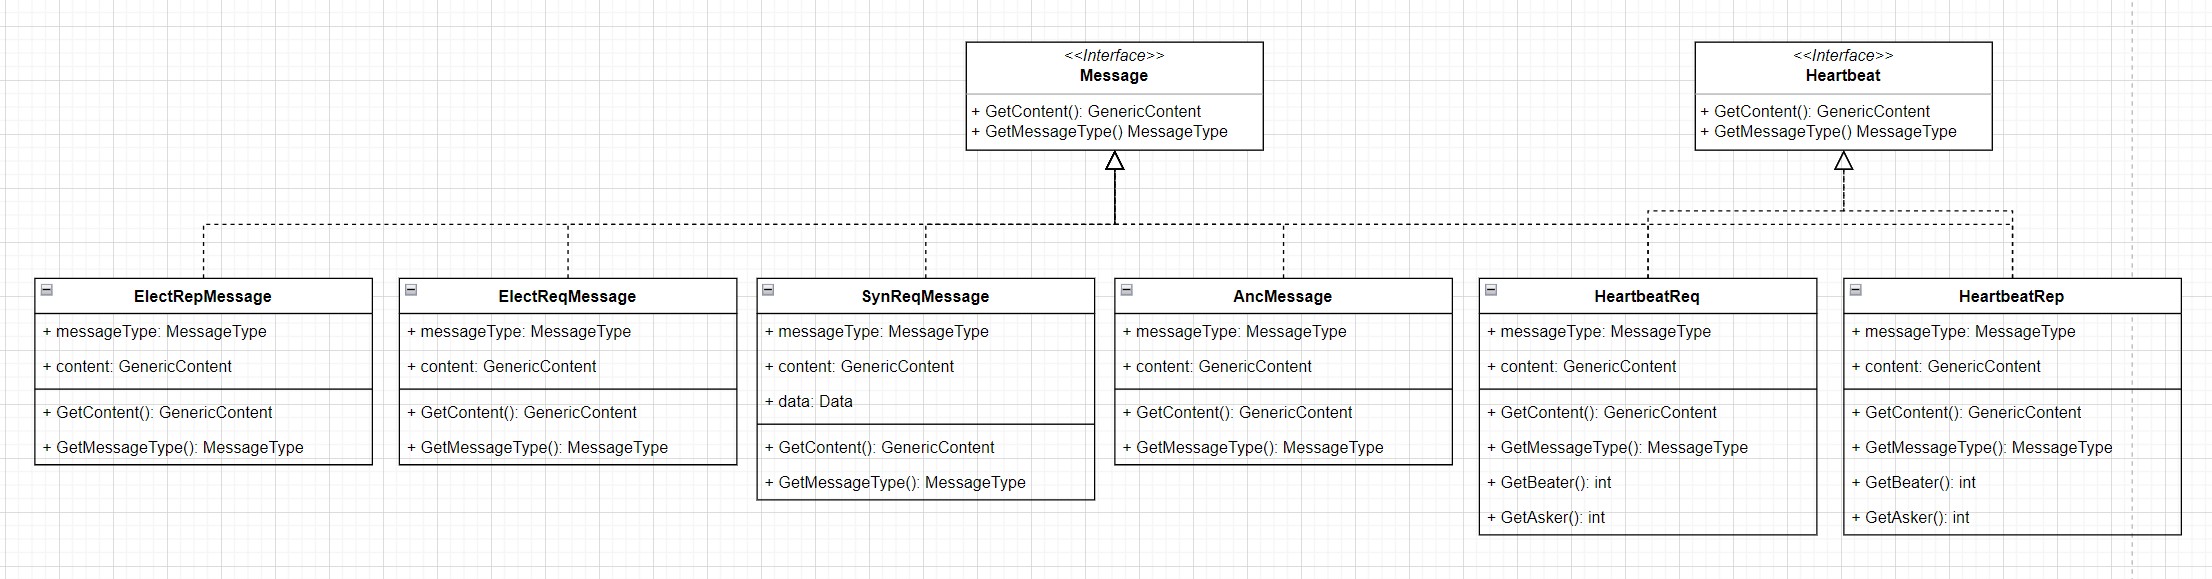 <<Interface>>
Message
+ GetContent(): GenericContent
+ GetMessageType() MessageType
<<Interface>>
Heartbeat
+ GetContent(): GenericContent
+ GetMessageType() MessageType
ElectRepMessage
+ messageType: MessageType
+ content: GenericContent
+ GetContent(): GenericContent
+ GetMessageType(): MessageType
ElectReqMessage
+ messageType: MessageType
+ content: GenericContent
+ GetContent(): GenericContent
+ GetMessageType(): MessageType
SynReqMessage
+ messageType: MessageType
+ content: GenericContent
+ data: Data
+ GetContent(): GenericContent
+ GetMessageType(): MessageType
AncMessage
+ messageType: MessageType
+ content: GenericContent
+ GetContent(): GenericContent
+ GetMessageType(): MessageType
HeartbeatReq
+ messageType: MessageType
+ content: GenericContent
+ GetContent(): GenericContent
+ GetMessageType(): MessageType
+ GetBeater(): int
+ GetAsker(): int
HeartbeatRep
+ messageType: MessageType
+ content: GenericContent
+ GetContent(): GenericContent
+ GetMessageType(): MessageType
+ GetBeater(): int
+ GetAsker(): int